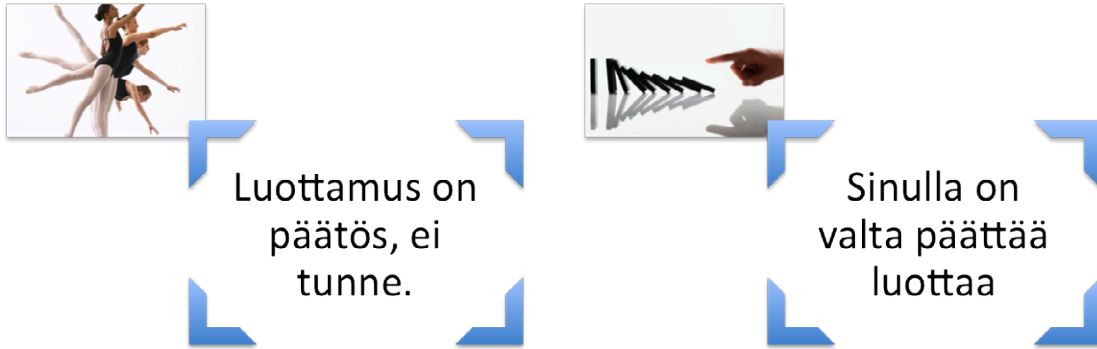 Luottamus on
päätös, ei
tunne.
Sinulla on
valta päättää
luottaa